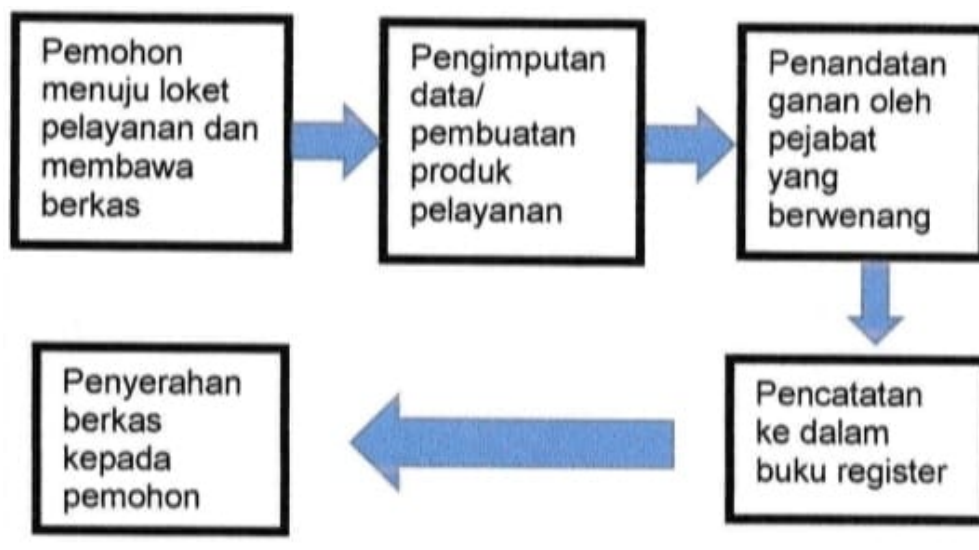 Pemohon
menuju loket
pelayanan dan
membawa
berkas
Pengimputan
data/
pembuatan
produk
pelayanan
Penandatan
ganan oleh
pejabat
yang
berwenang
Pencatatan
ke dalam
buku register
Penyerahan
berkas
kepada
pemohon